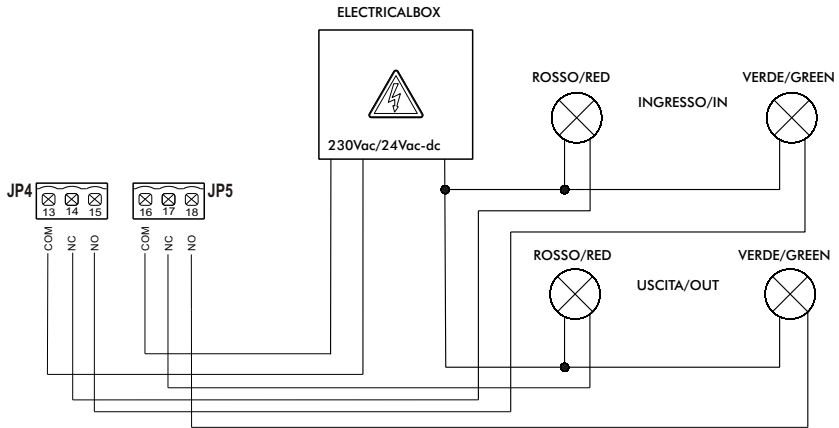 ELECTRICALBOX
ROSSO/RED
INGRESSO/IN
VERDE/GREEN
230Vac/24Vac-dc
JP4
13 14 15
JP5
16 17 18
COM
NC
NO
COM
NC
NO
ROSSO/RED
USCITA/OUT
VERDE/GREEN